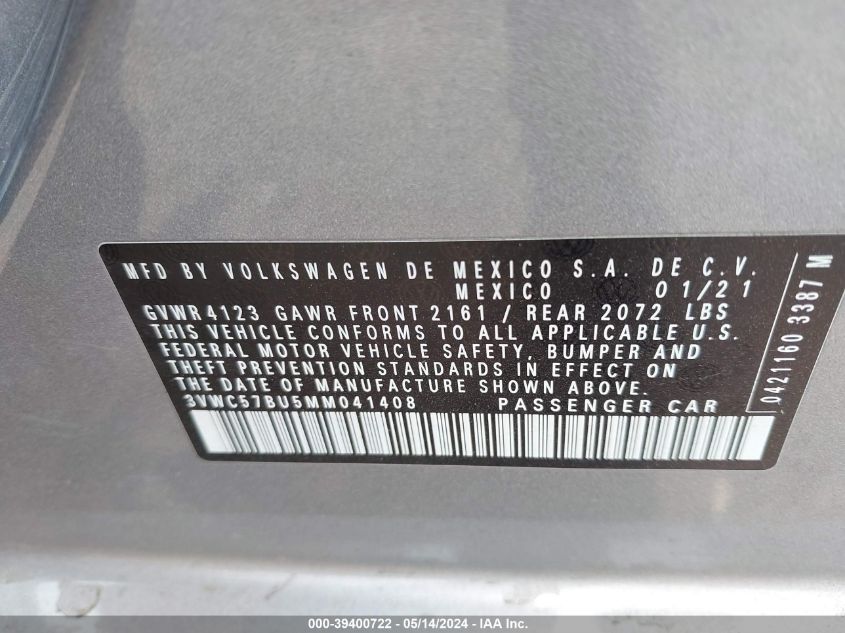 MFD BY VOLKSWAGEN DE MEXICO S.A. DE C.V.
MEXICO 01/21
GVWR 4123 GAWR FRONT 2161 / REAR 2072 LBS
THIS VEHICLE CONFORMS TO ALL APPLICABLE U.S.
FEDERAL MOTOR VEHICLE SAFETY, BUMPER AND
THEFT PREVENTION STANDARDS IN EFFECT ON
THE DATE OF MANUFACTURE SHOWN ABOVE.
3VWC57BU5MM041408 PASSENGER CAR
0421160 3387 M
000-39400722 - 05/14/2024 - IAA Inc.